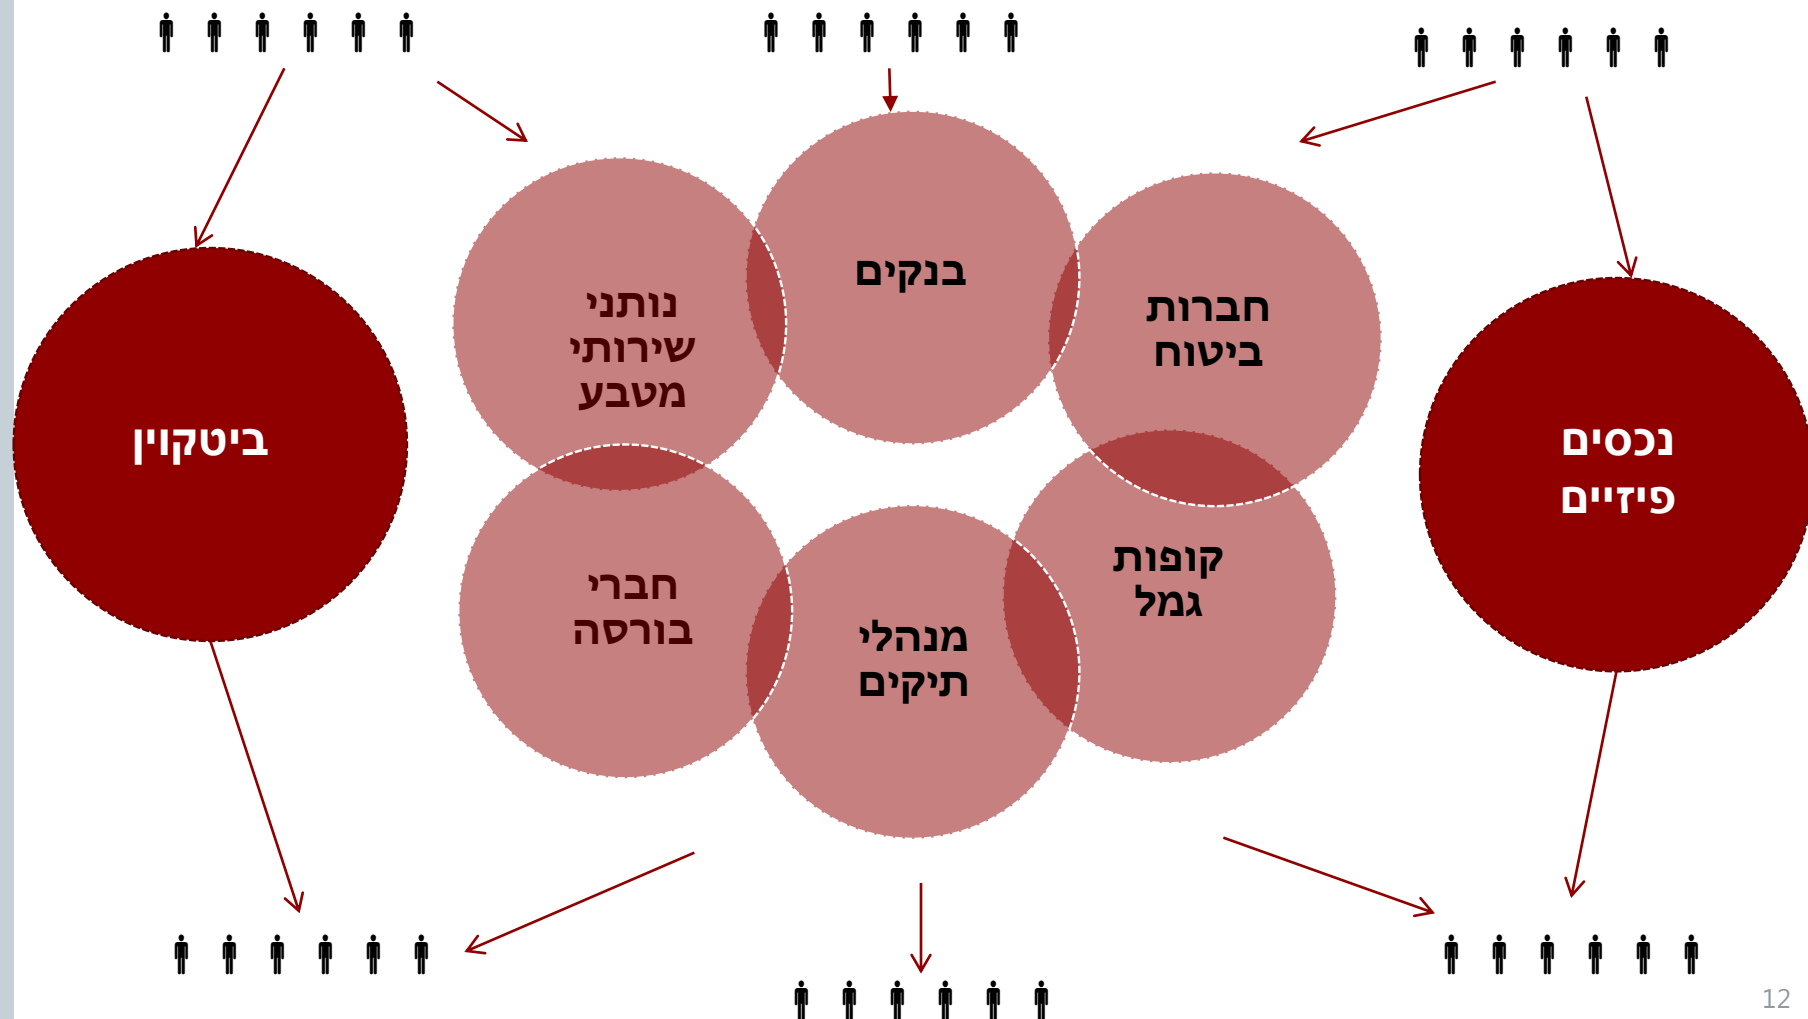 בנקים
חברות
ביטוח
נותני
שירותי
מטבע
נכסים
פיזיים
ביטקוין
קופות
גמל
מנהלי
תיקים
חברי
בורסה
12